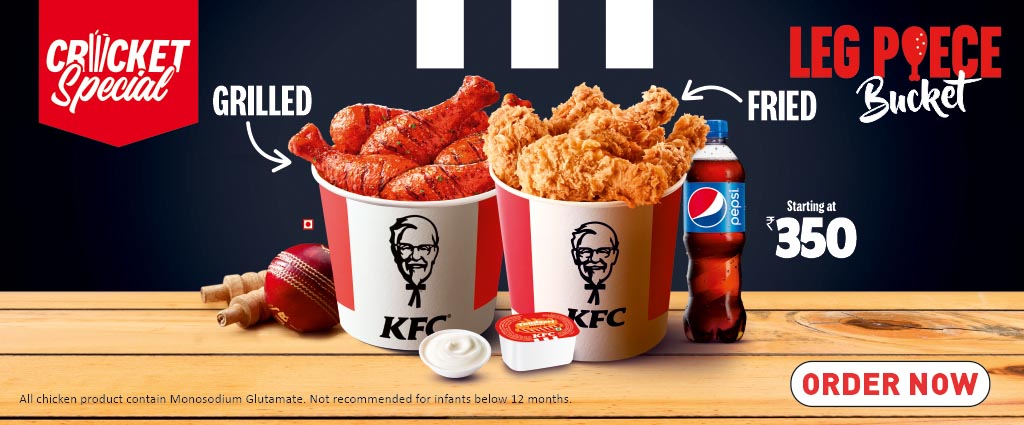 CRICKET
Special
GRILLED
LEG PIECE
Bucket
FRIED
pepsi
Starting at
₹350
KFC
KFC
KFC
ORDER NOW
All chicken product contain Monosodium Glutamate. Not recommended for infants below 12 months.